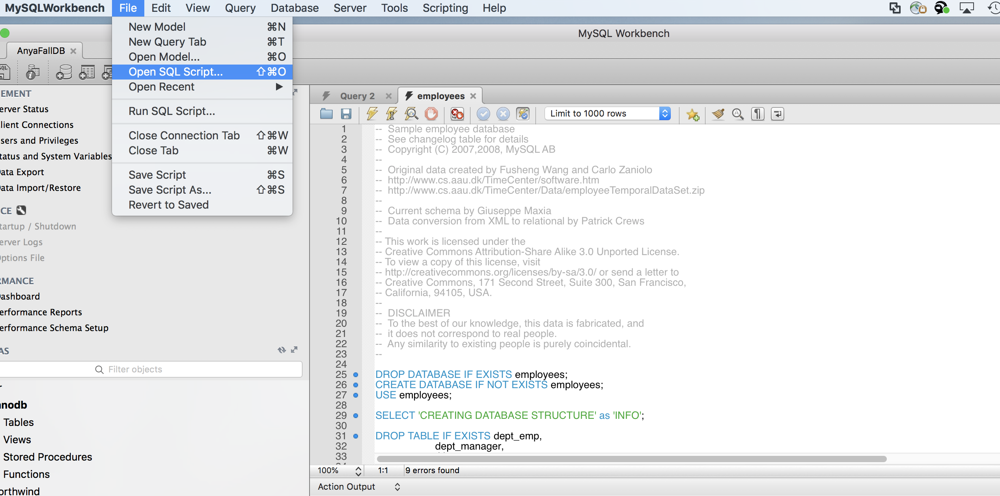 MySQLWorkbench File Edit View Query Database Server Tools Scripting Help
MySQL Workbench
AnyaFallDB
New Model ⌘N
New Query Tab ⌘T
Open Model... ⌘O
Open SQL Script... ⇧⌘O
Open Recent ▶
Run SQL Script...
Close Connection Tab ⇧⌘W
Close Tab ⌘W
Save Script ⌘S
Save Script As... ⇧⌘S
Revert to Saved
SQL
EMENT
erver Status
lient Connections
sers and Privileges
tatus and System Variables
ata Export
ata Import/Restore
CE
tartup / Shutdown
erver Logs
ptions File
RMANCE
ashboard
erformance Reports
erformance Schema Setup
AS
Filter objects
nodb
Tables
Views
Stored Procedures
Functions
orthwind
Query 2
employees
Limit to 1000 rows
1 -- Sample employee database
2 -- See changelog table for details
3 -- Copyright (C) 2007,2008, MySQL AB
4 --
5 -- Original data created by Fusheng Wang and Carlo Zaniolo
6 -- http://www.cs.aau.dk/TimeCenter/software.htm
7 -- http://www.cs.aau.dk/TimeCenter/Data/employeeTemporalDataSet.zip
8 --
9 -- Current schema by Giuseppe Maxia
10 -- Data conversion from XML to relational by Patrick Crews
11 --
12 -- This work is licensed under the
13 -- Creative Commons Attribution-Share Alike 3.0 Unported License.
14 -- To view a copy of this license, visit
15 -- http://creativecommons.org/licenses/by-sa/3.0/ or send a letter to
16 -- Creative Commons, 171 Second Street, Suite 300, San Francisco,
17 -- California, 94105, USA.
18 --
19 -- DISCLAIMER
20 -- To the best of our knowledge, this data is fabricated, and
21 -- it does not correspond to real people.
22 -- Any similarity to existing people is purely coincidental.
23 --
24
25 DROP DATABASE IF EXISTS employees;
26 CREATE DATABASE IF NOT EXISTS employees;
27 USE employees;
28
29 SELECT 'CREATING DATABASE STRUCTURE' as 'INFO';
30
31 DROP TABLE IF EXISTS dept_emp,
32 dept_manager,
33
100% 1:1 9 errors found
Action Output